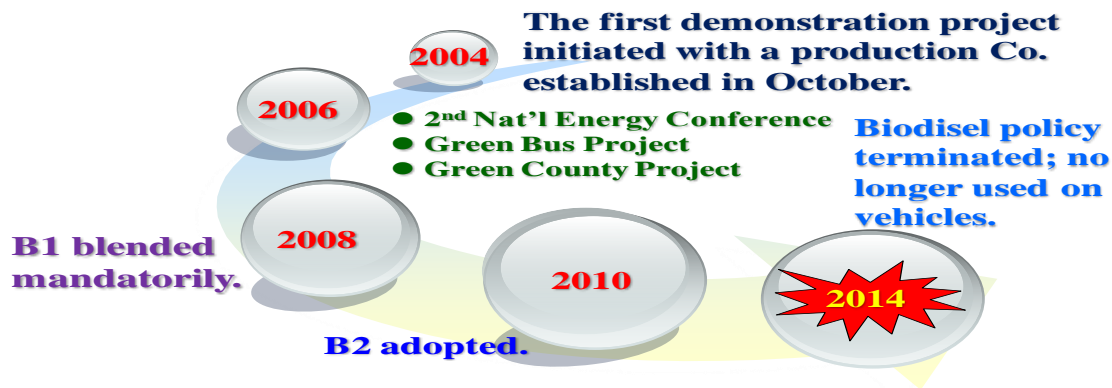 2004
The first demonstration project
initiated with a production Co.
established in October.
2006
● 2nd Nat'l Energy Conference
● Green Bus Project
● Green County Project
2008
B1 blended
mandatorily.
2010
B2 adopted.
Biodisel policy
terminated; no
longer used on
vehicles.
2014